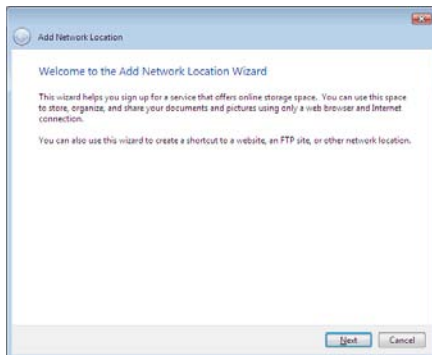 Add Network Location
Welcome to the Add Network Location Wizard
This wizard helps you sign up for a service that offers online storage space. You can use this space
to store, organize, and share your documents and pictures using only a web browser and Internet
connection.
You can also use this wizard to create a shortcut to a website, an FTP site, or other network location.
Next
Cancel